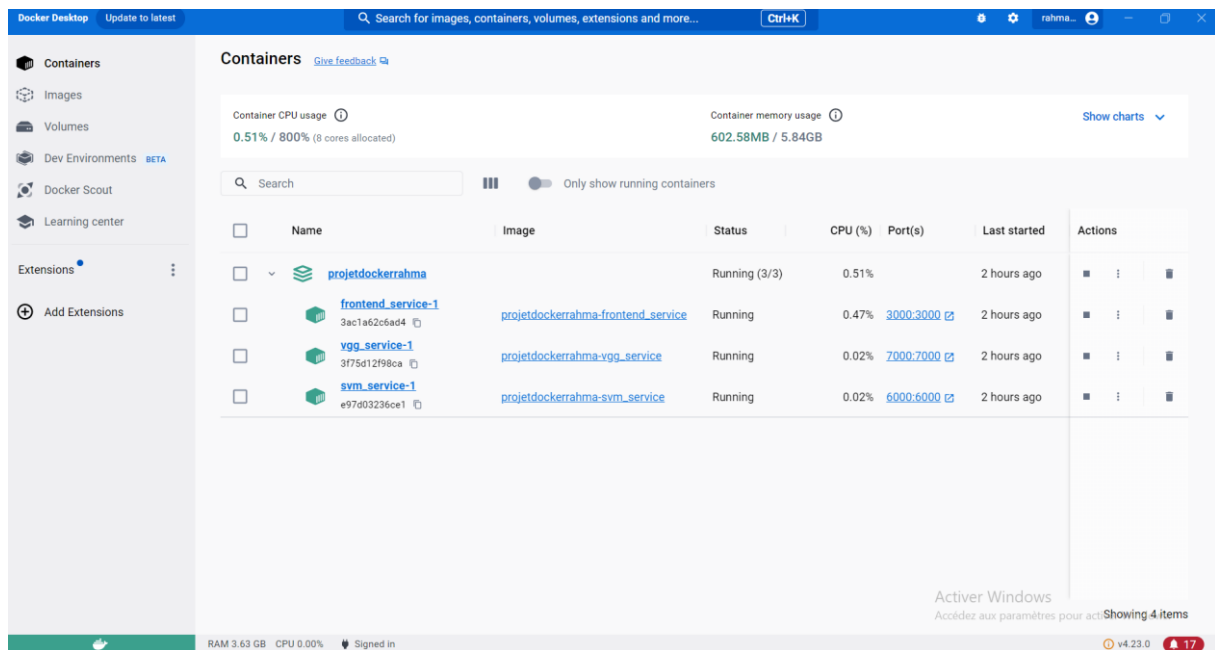 Docker Desktop Update to latest Search for images, containers, volumes, extensions and more... Ctrl+K rahma...
Containers
Images
Volumes
Dev Environments BETA
Docker Scout
Learning center
Extensions
Add Extensions
Containers Give feedback
Container CPU usage
0.51% / 800% (8 cores allocated)
Container memory usage
602.58MB / 5.84GB
Show charts
Search
Only show running containers
Name Image Status CPU (%) Port(s) Last started Actions
projetdockerrahma Running (3/3) 0.51% 2 hours ago
frontend_service-1
3ac1a62c6ad4
projetdockerrahma-frontend_service Running 0.47% 3000:3000 2 hours ago
vgg_service-1
3f75d12f98ca
projetdockerrahma-vgg_service Running 0.02% 7000:7000 2 hours ago
svm_service-1
e97d03236ce1
projetdockerrahma-svm_service Running 0.02% 6000:6000 2 hours ago
Activer Windows
Accédez aux paramètres pour
Showing 4 items
RAM 3.63 GB CPU 0.00% Signed in v4.23.0 17